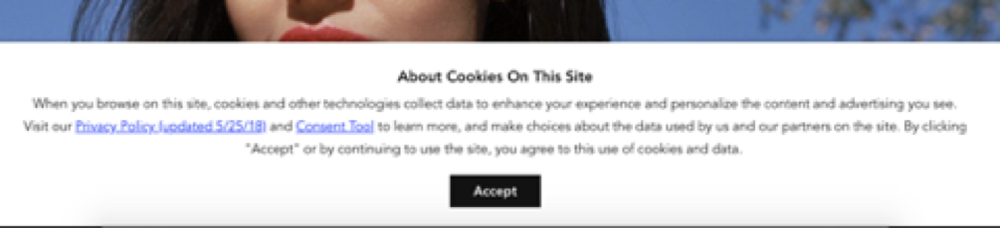 About Cookies On This Site
When you browse on this site, cookies and other technologies collect data to enhance your experience and personalize the content and advertising you see.
Visit our Privacy Policy (updated 5/25/18) and Consent Tool to learn more, and make choices about the data used by us and our partners on the site. By clicking
"Accept" or by continuing to use the site, you agree to this use of cookies and data.
Accept